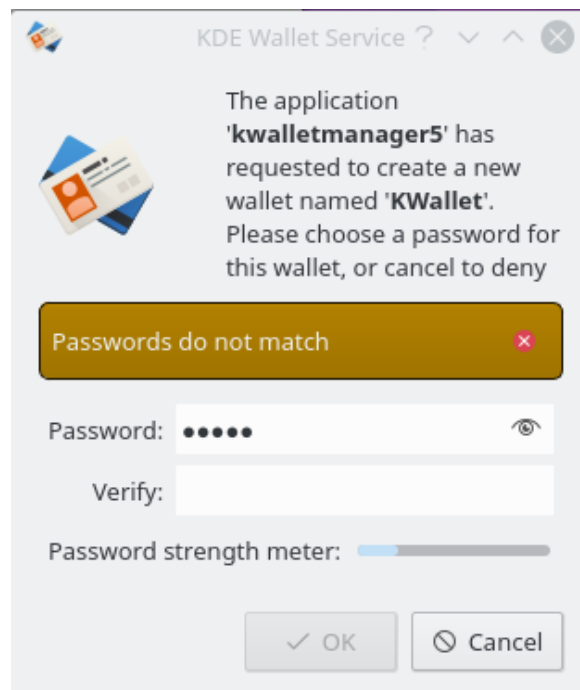 KDE Wallet Service
The application
'kwalletmanager5' has
requested to create a new
wallet named 'KWallet'.
Please choose a password for
this wallet, or cancel to deny
Passwords do not match
Password: •••••
Verify:
Password strength meter:
OK
Cancel